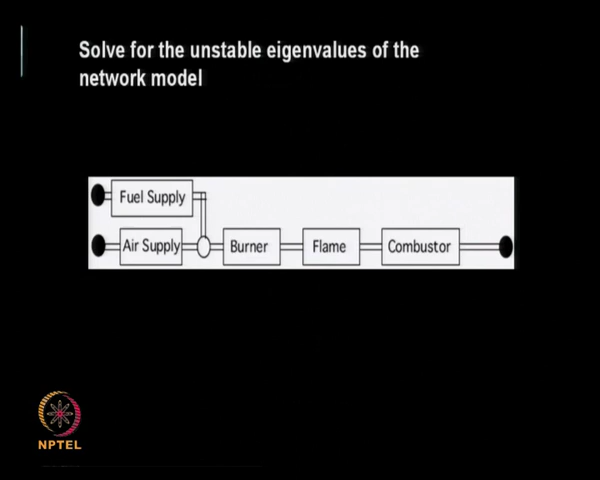 Solve for the unstable eigenvalues of the
network model
Fuel Supply
Air Supply
Burner
Flame
Combustor
NPTEL